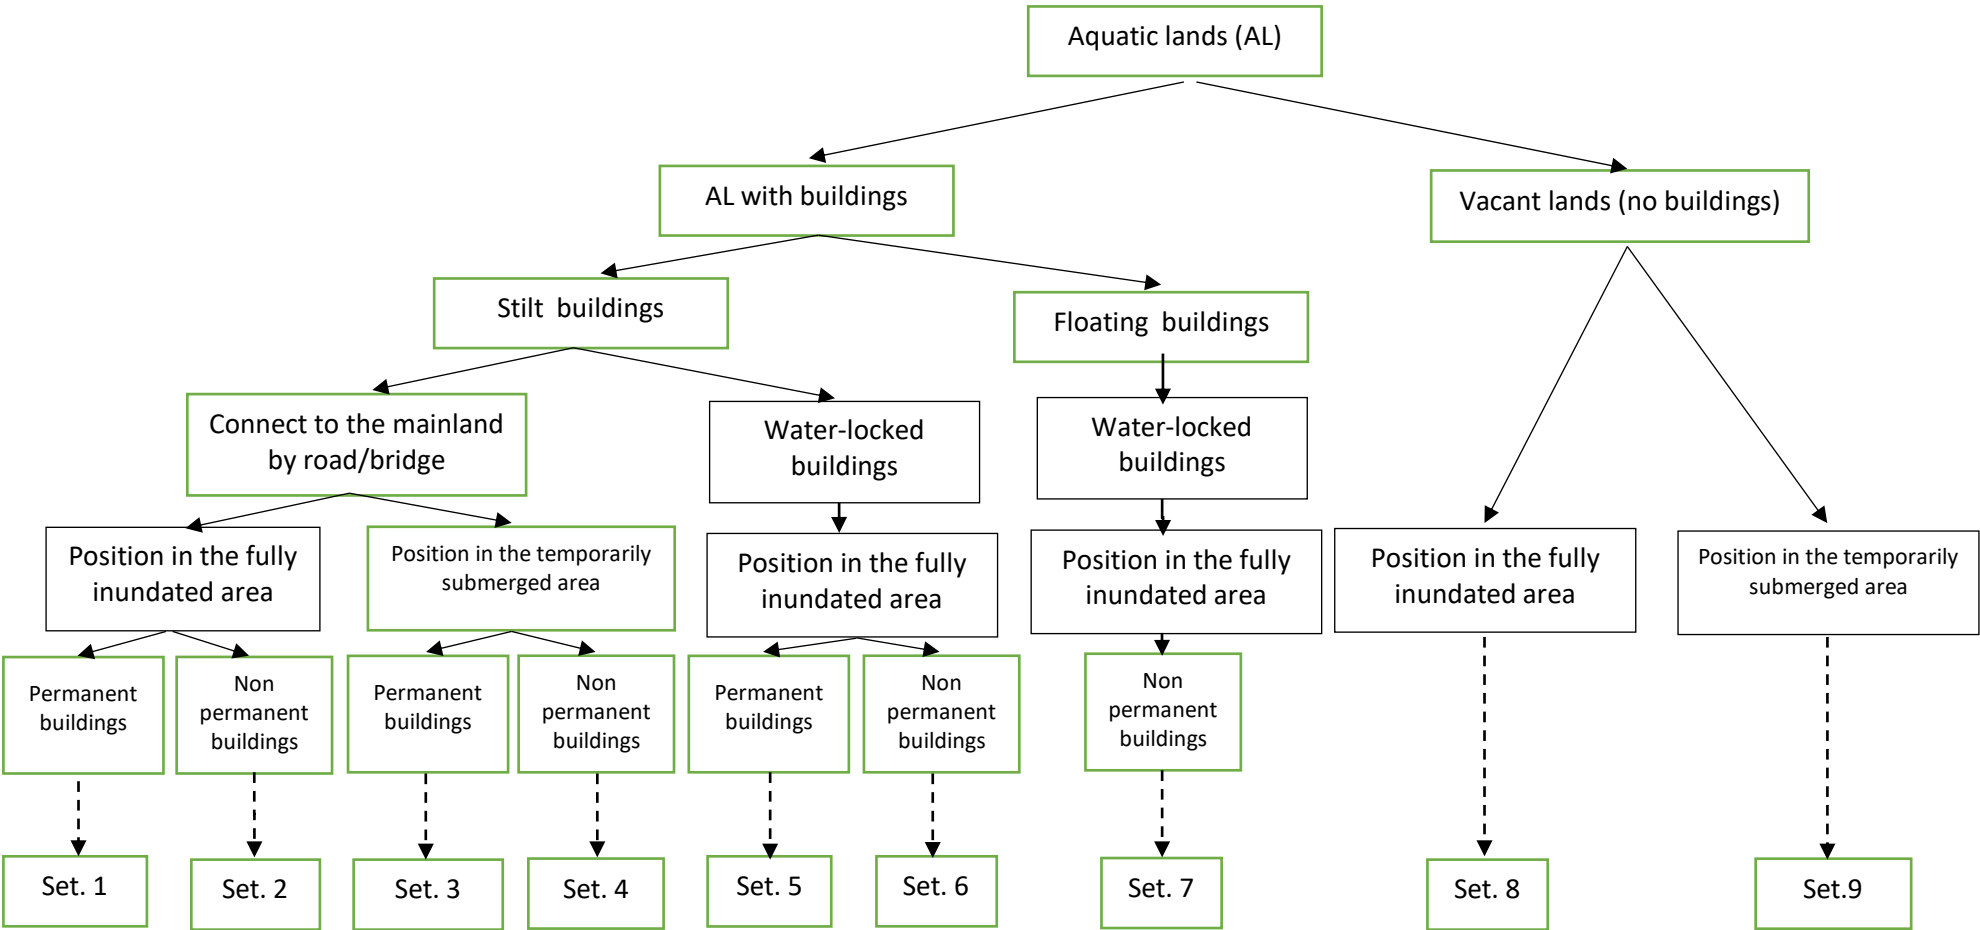 Aquatic lands (AL)
AL with buildings
Vacant lands (no buildings)
Stilt  buildings
Floating  buildings
Connect to the mainland
by road/bridge
Water-locked
buildings
Water-locked
buildings
Position in the fully
inundated area
Position in the temporarily
submerged area
Position in the fully
inundated area
Position in the fully
inundated area
Position in the fully
inundated area
Position in the temporarily
submerged area
Permanent
buildings
Non
permanent
buildings
Permanent
buildings
Non
permanent
buildings
Permanent
buildings
Non
permanent
buildings
Non
permanent
buildings
Set. 1
Set. 2
Set. 3
Set. 4
Set. 5
Set. 6
Set. 7
Set. 8
Set.9